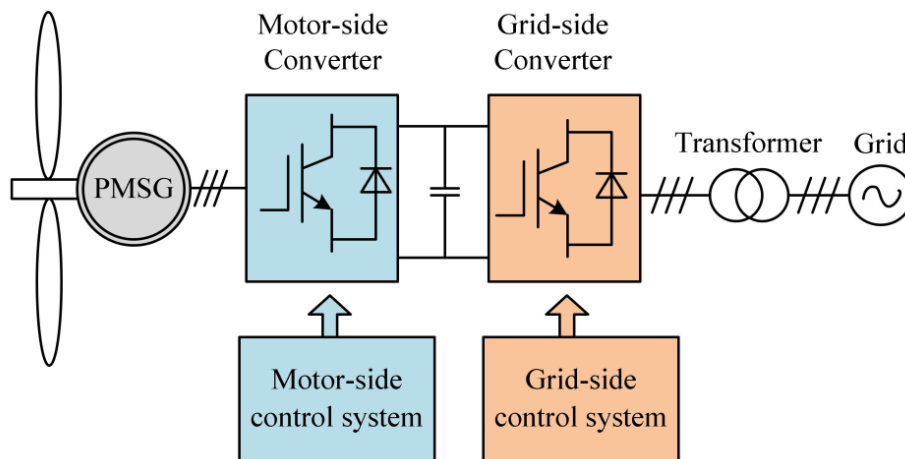 Motor-side
Converter
Grid-side
Converter
Transformer
Grid
PMSG
Motor-side
control system
Grid-side
control system